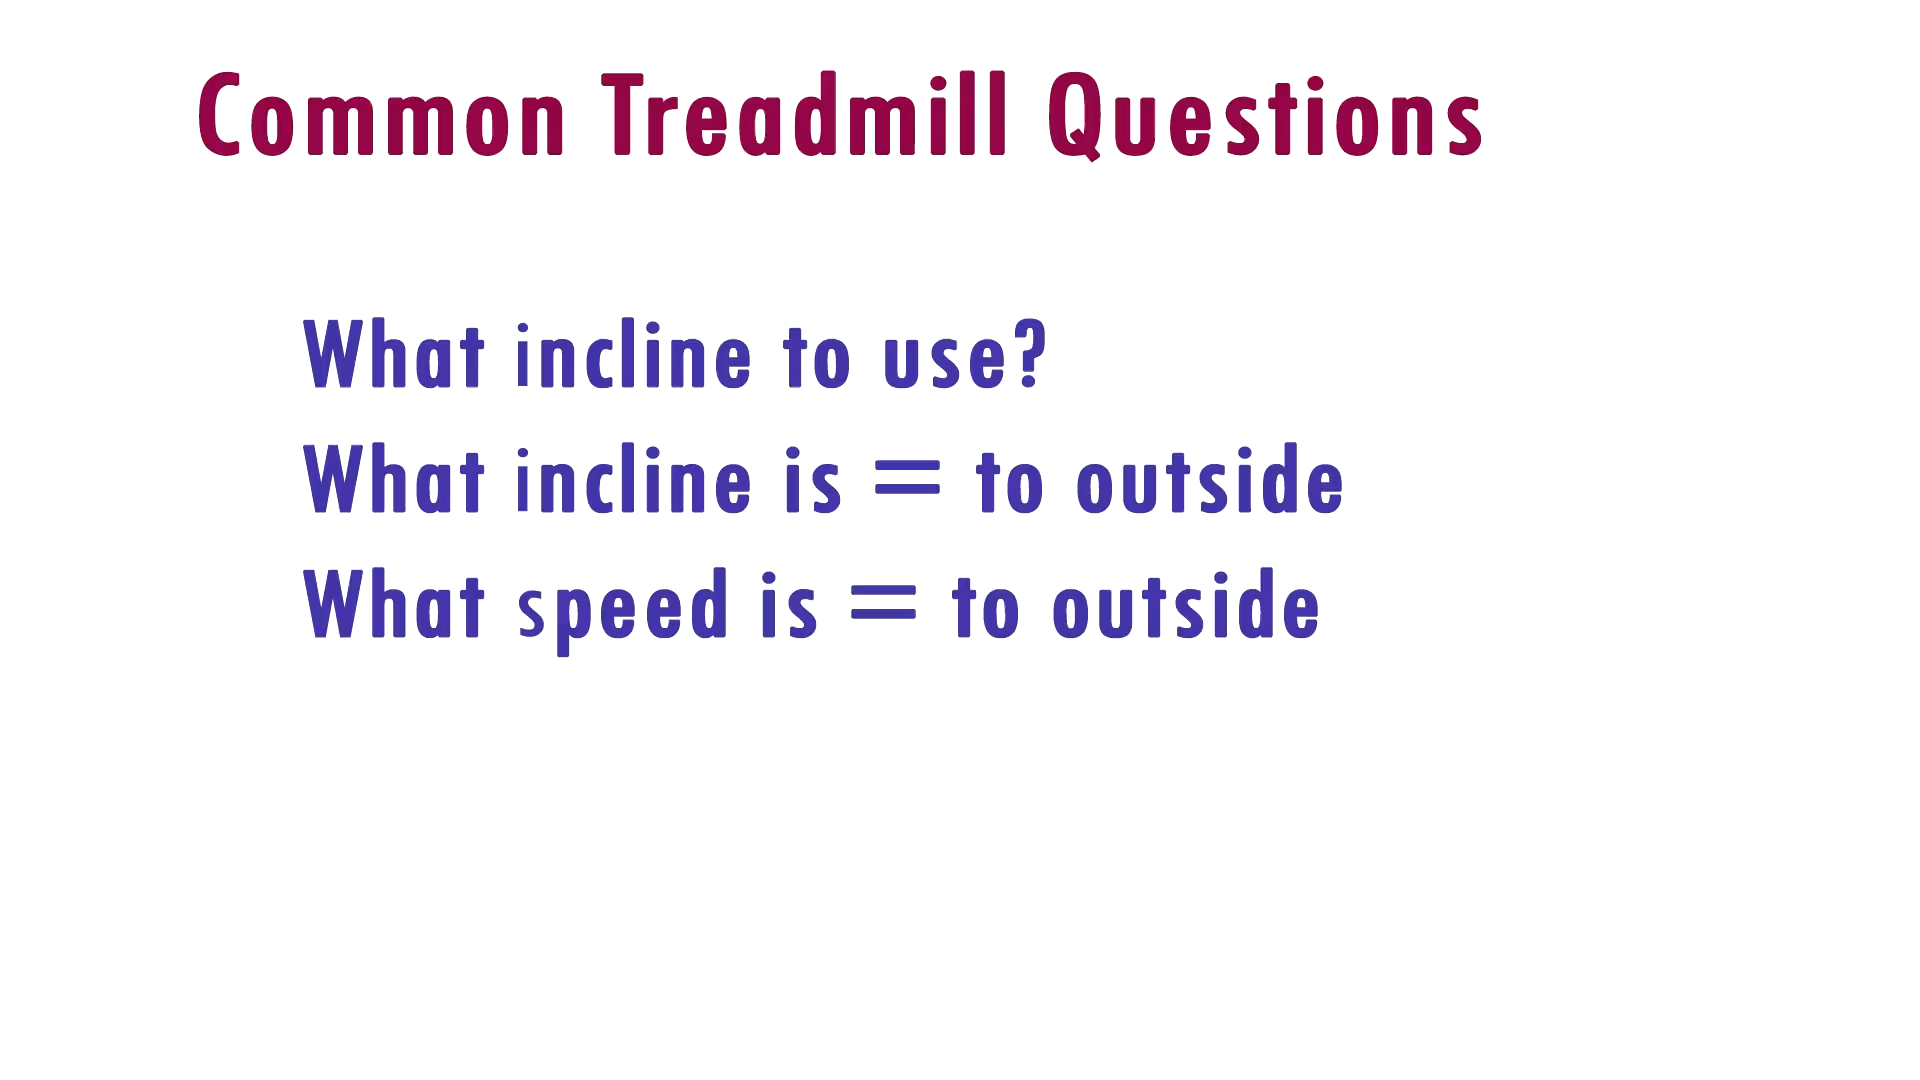 Common Treadmill Questions
What incline to use?
What incline is = to outside
What speed is = to outside